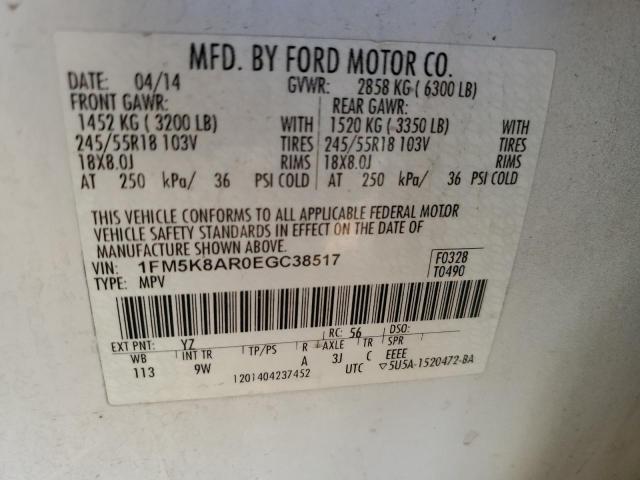 MFD. BY FORD MOTOR CO.
DATE: 04/14 GVWR: 2858 KG ( 6300 LB)
FRONT GAWR: REAR GAWR:
1452 KG ( 3200 LB) WITH 1520 KG ( 3350 LB) WITH
245/55R18 103V TIRES 245/55R18 103V TIRES
18X8.0J RIMS 18X8.0J RIMS
AT 250 kPa/ 36 PSI COLD AT 250 kPa/ 36 PSI COLD
THIS VEHICLE CONFORMS TO ALL APPLICABLE FEDERAL MOTOR
VEHICLE SAFETY STANDARDS IN EFFECT ON THE DATE OF
MANUFACTURE SHOWN ABOVE.
VIN: 1FM5K8AR0EGC38517 F0328
TYPE: MPV T0490
EXT PNT: YZ RC: 56 DSO:
WB INT TR TP/PS R AXLE TR SPR
113 9W A 3J C EEEE
1201404237452 UTC ▽5U5A-1520472-BA